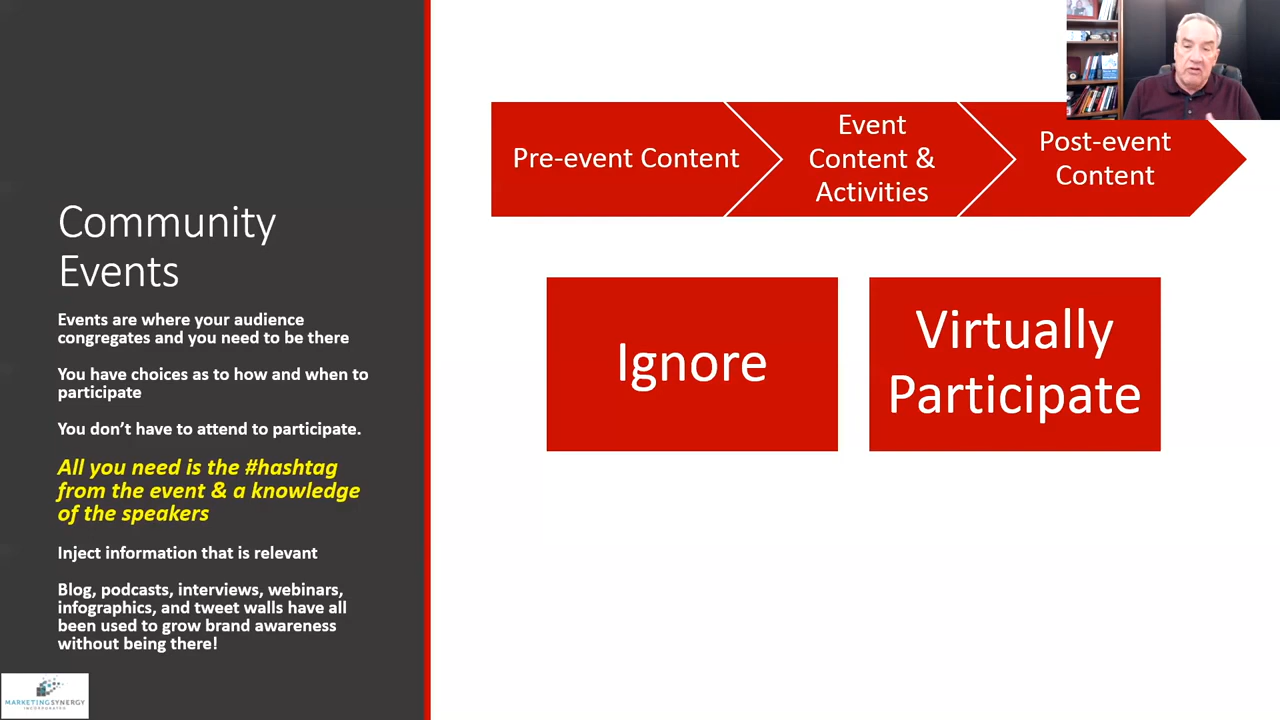 Community
Events
Events are where your audience
congregates and you need to be there
You have choices as to how and when to
participate
You don’t have to attend to participate.
All you need is the #hashtag
from the event & a knowledge
of the speakers
Inject information that is relevant
Blog, podcasts, interviews, webinars,
infographics, and tweet walls have all
been used to grow brand awareness
without being there!
MARKETINGSYNERGY
INCORPORATED
Pre-event Content
Event
Content &
Activities
Post-event
Content
Ignore
Virtually
Participate